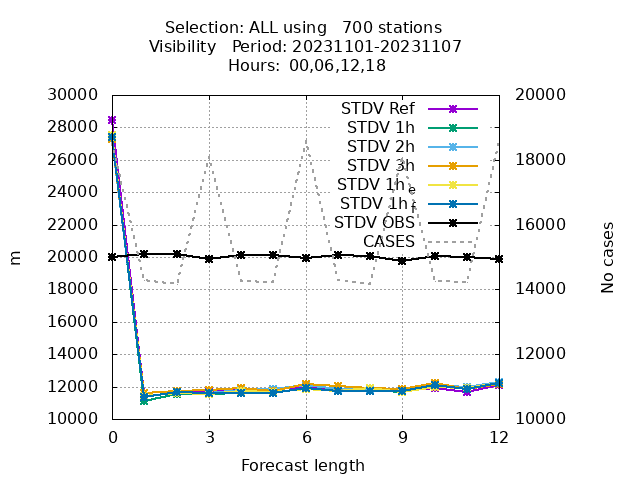 Selection: ALL using   700 stations
Visibility   Period: 20231101-20231107
Hours: 00,06,12,18
30000
28000
26000
24000
22000
20000
18000
16000
14000
12000
10000
m
STDV Ref
STDV 1h
STDV 2h
STDV 3h
STDV 1h_e
STDV 1h_f
STDV OBS
CASES
20000
18000
16000
14000
12000
10000
No cases
0 3 6 9 12
Forecast length